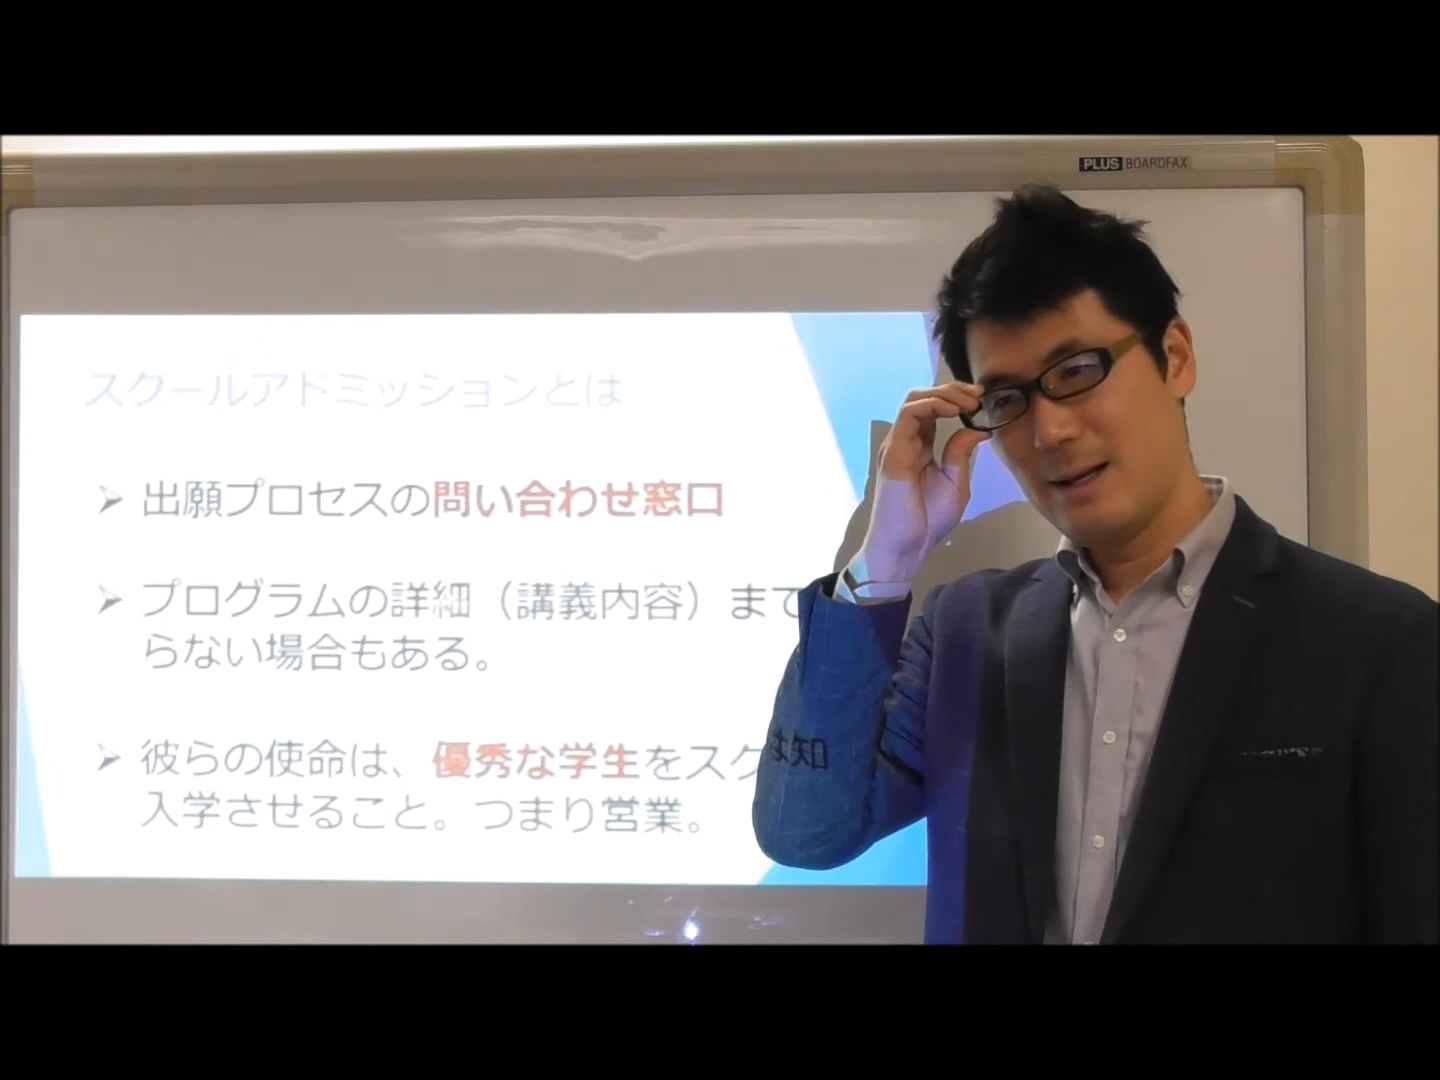 PLUS BOARDFAX
スクールアドミッションとは
➤ 出願プロセスの問い合わせ窓口
➤ プログラムの詳細（講義内容）まで は知
らない場合もある。
➤ 彼らの使命は、優秀な学生をスク
入学させること。つまり営業。